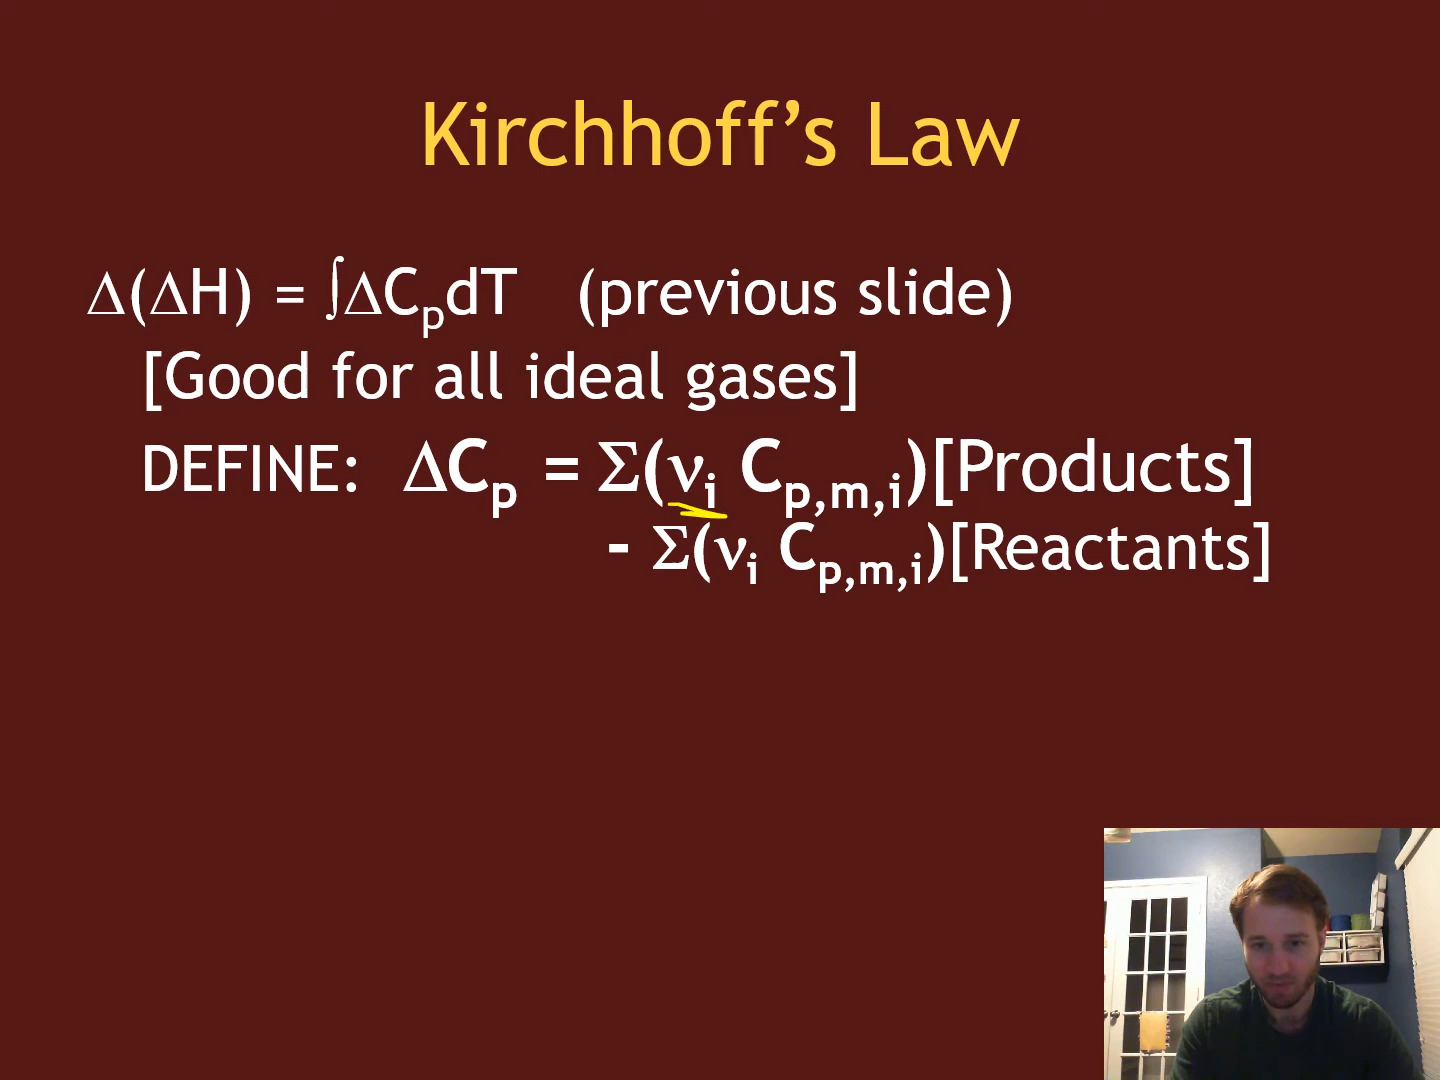 Kirchhoff’s Law
Δ(ΔH) = ∫ΔCₚdT (previous slide)
[Good for all ideal gases]
DEFINE: ΔCₚ = Σ(νᵢ Cₚ,ₘ,ᵢ)[Products]
- Σ(νᵢ Cₚ,ₘ,ᵢ)[Reactants]